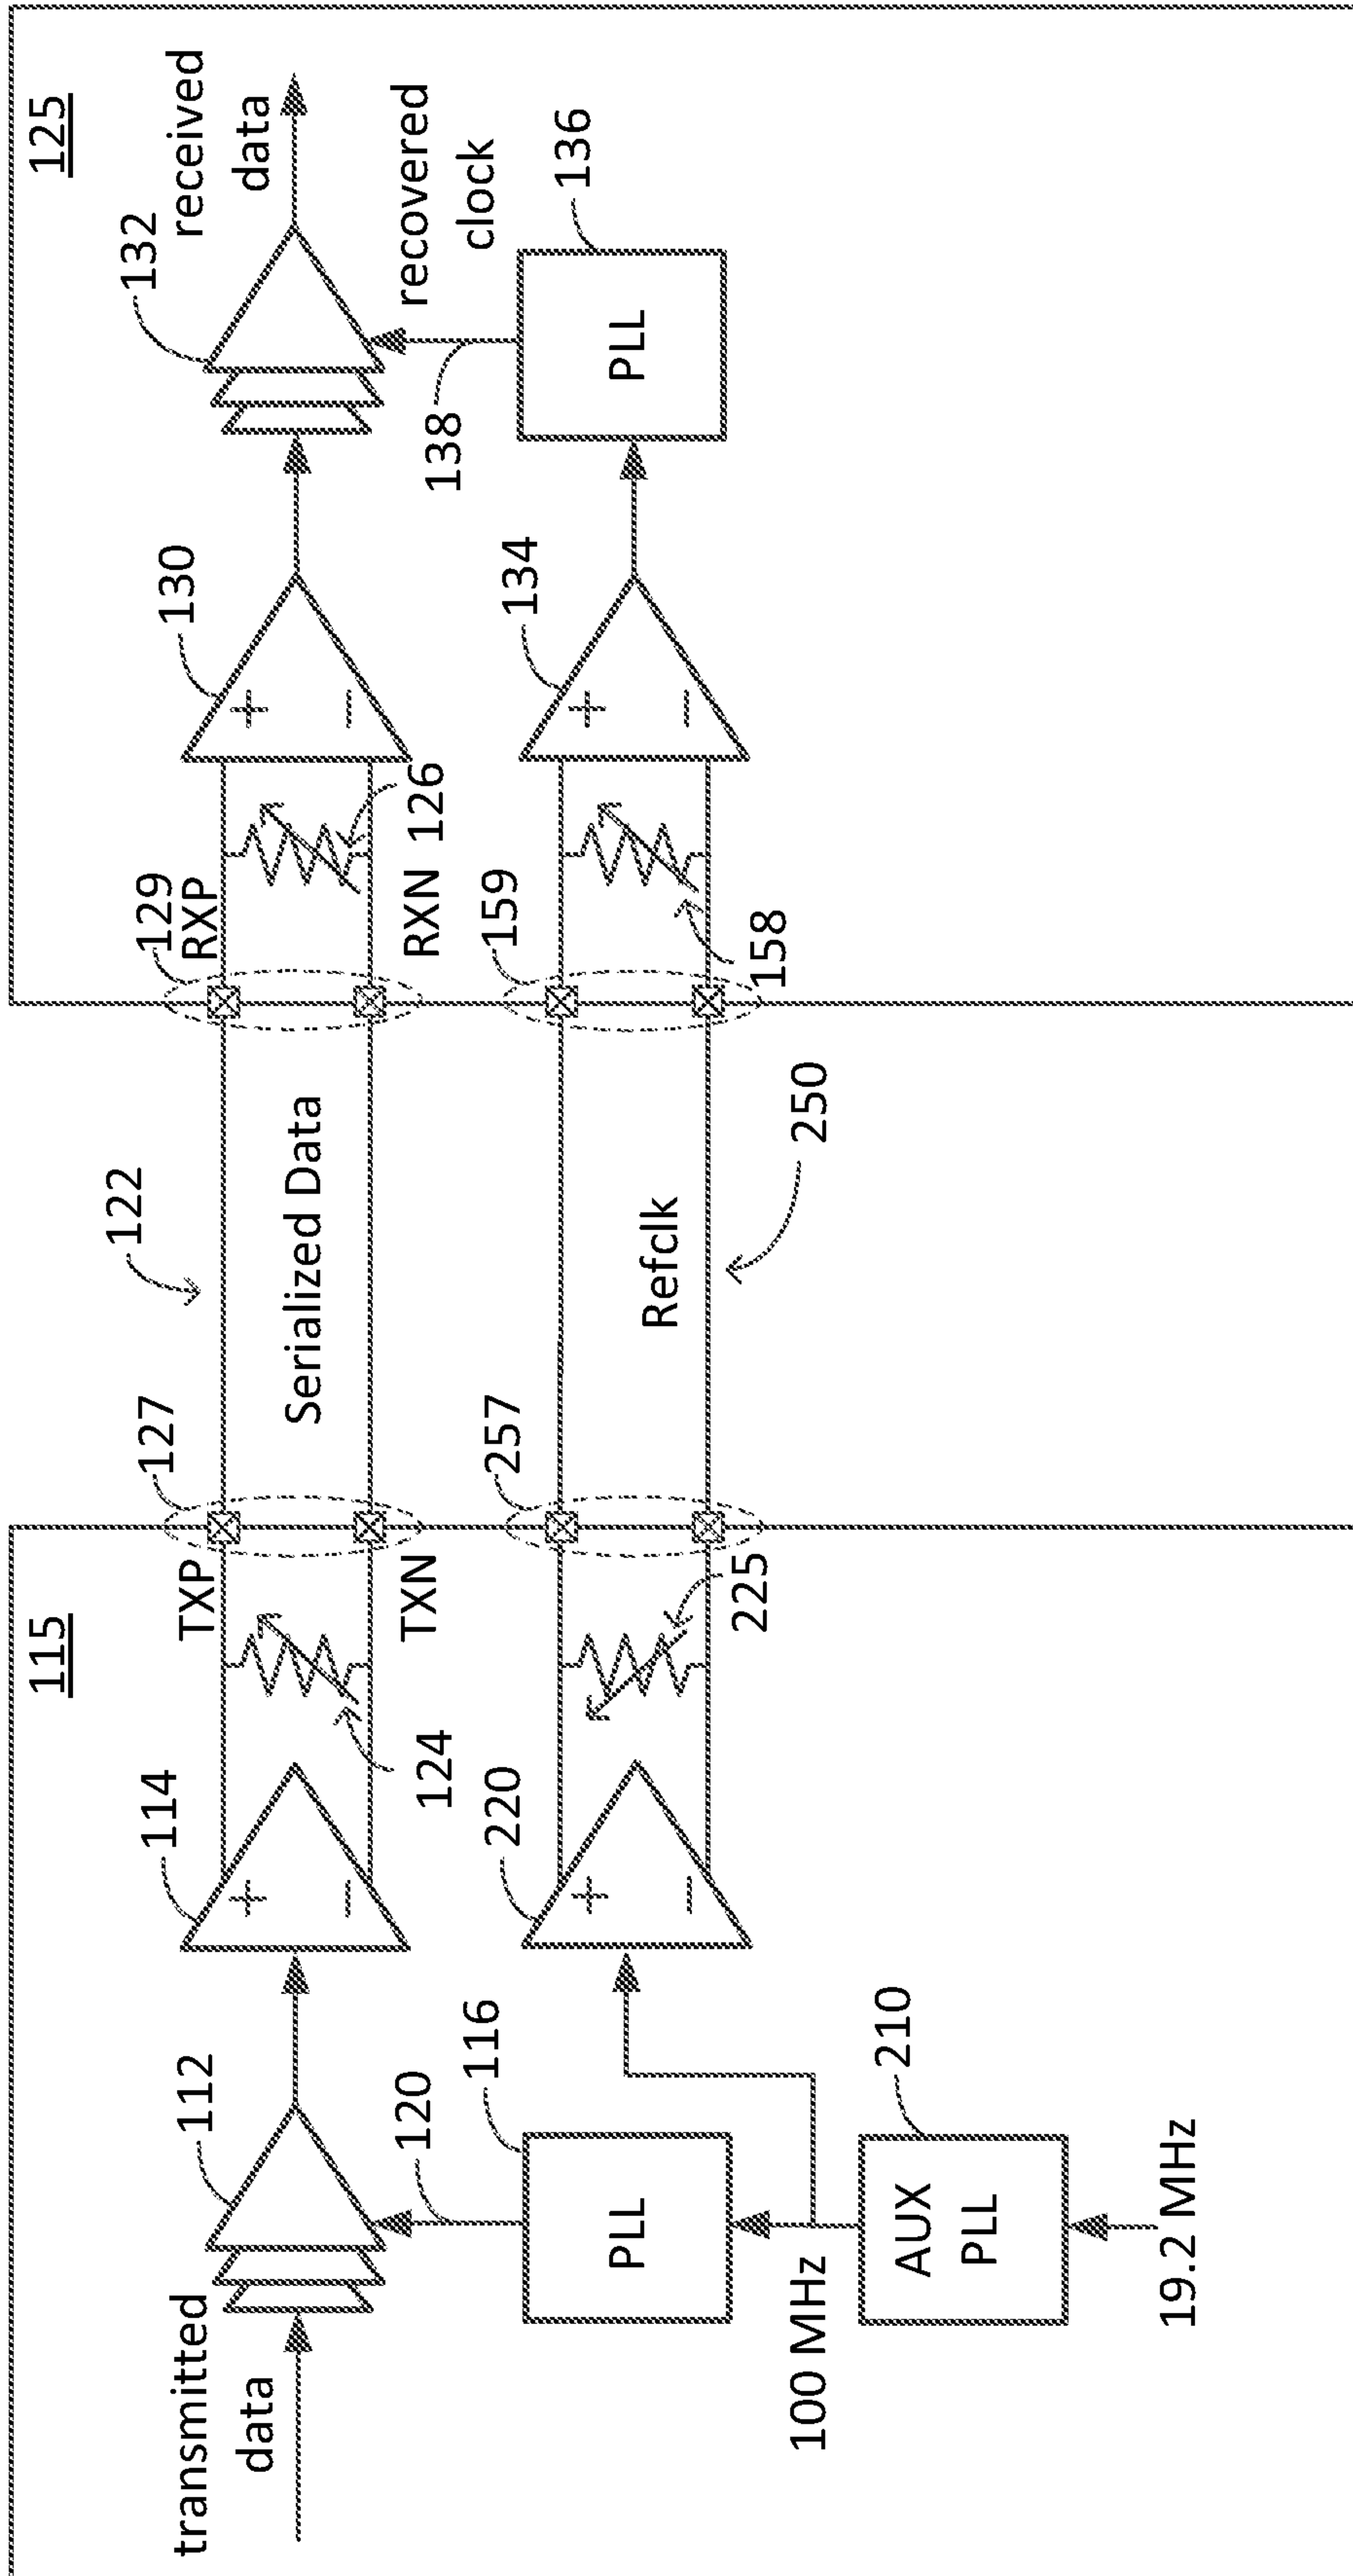 115
125
transmitted
data
112
114
TXP
127
122
129
RXP
130
132
received
data
Serialized Data
124
TXN
RXN
126
120
116
PLL
220
257
159
134
138
recovered
clock
136
PLL
Refclk
225
250
158
100 MHz
210
AUX
PLL
19.2 MHz